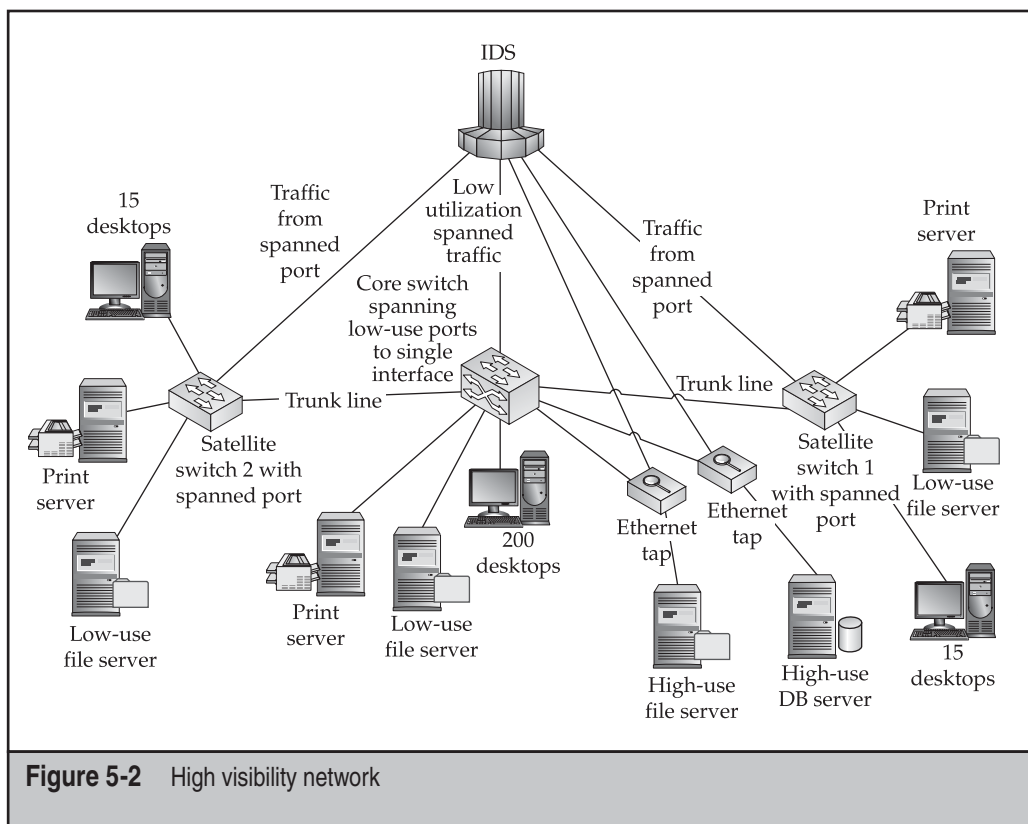 IDS
15
desktops
Traffic
from
spanned
port
Low
utilization
spanned
traffic
Traffic
from
spanned
port
Print
server
Core switch
spanning
low-use ports
to single
interface
Trunk line
Trunk line
Print
server
Satellite
switch 2 with
spanned port
Satellite
switch 1
with spanned
port
Low-use
file server
Ethernet
tap
Ethernet
tap
200
desktops
Print
server
Low-use
file server
Low-use
file server
High-use
file server
High-use
DB server
15
desktops
Figure 5-2 High visibility network